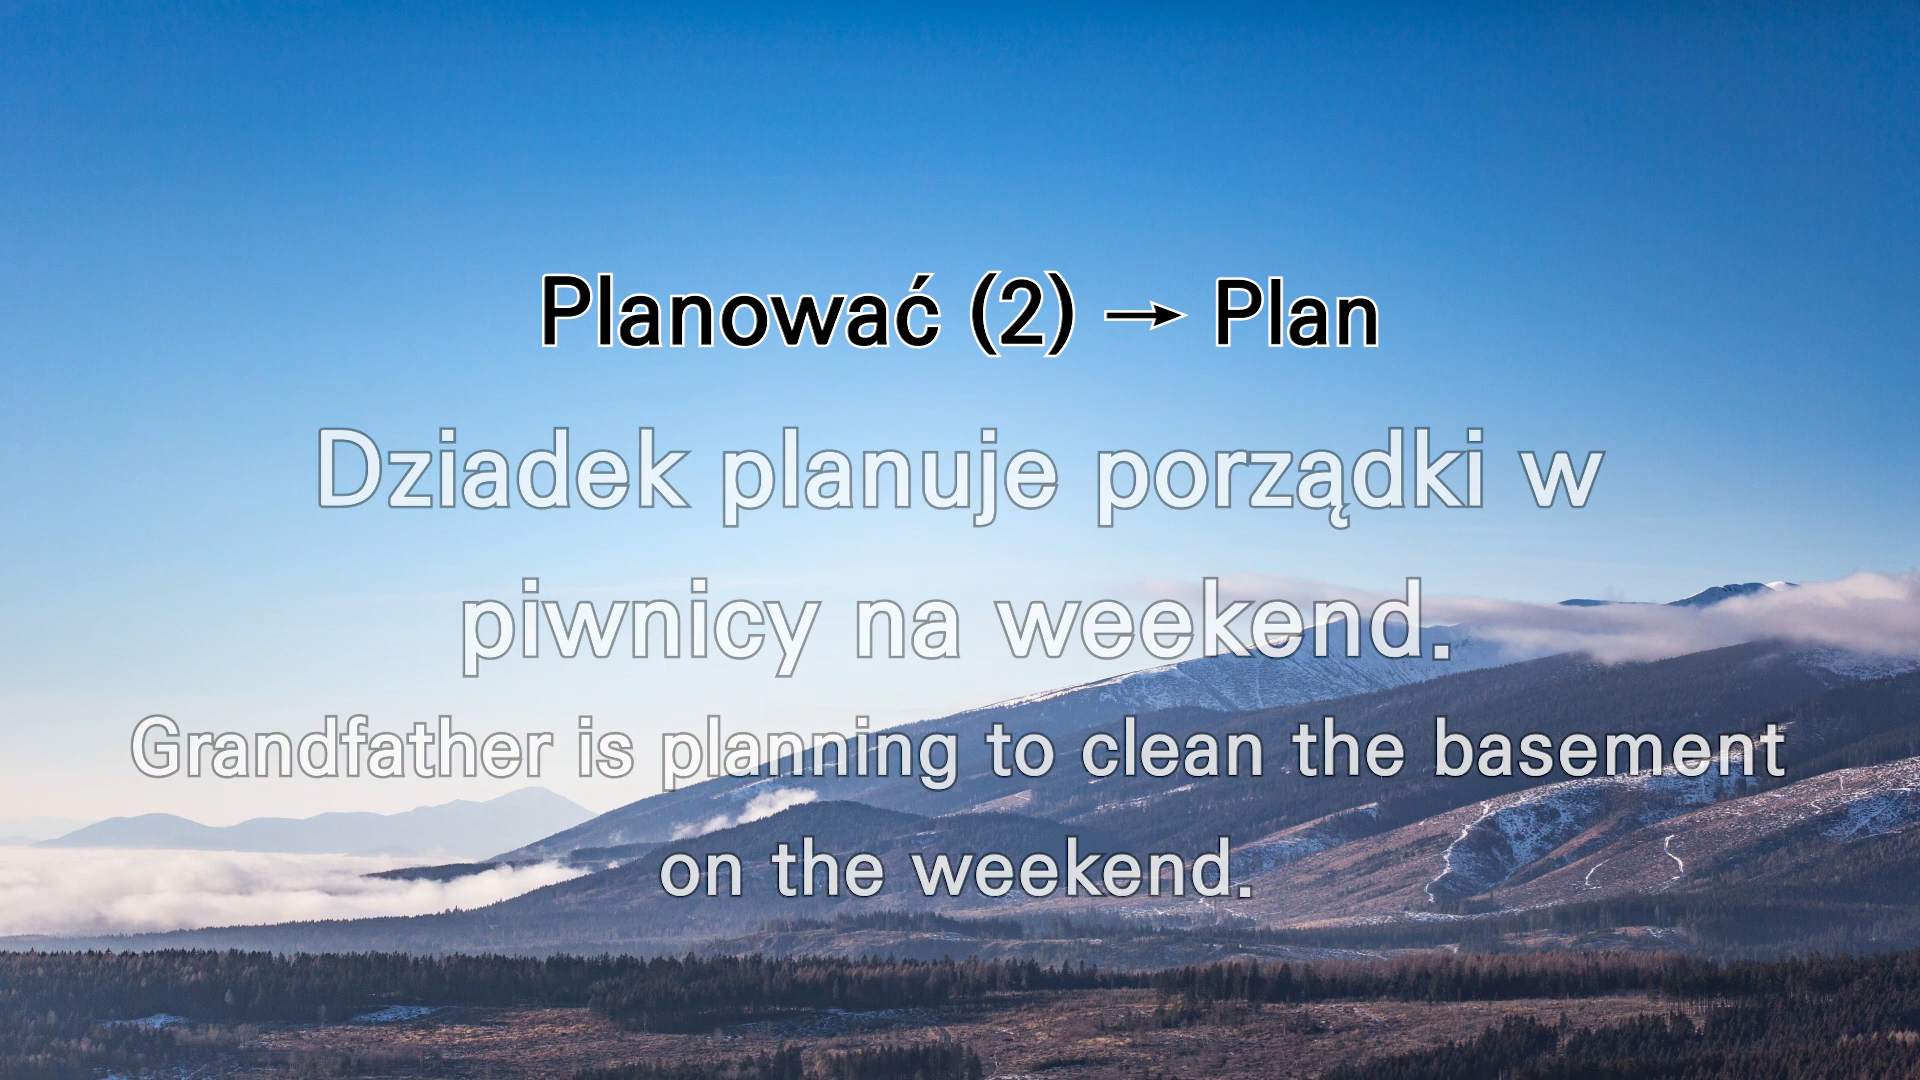 Planować (2) → Plan
Dziadek planuje porządki w
piwnicy na weekend.
Grandfather is planning to clean the basement
on the weekend.